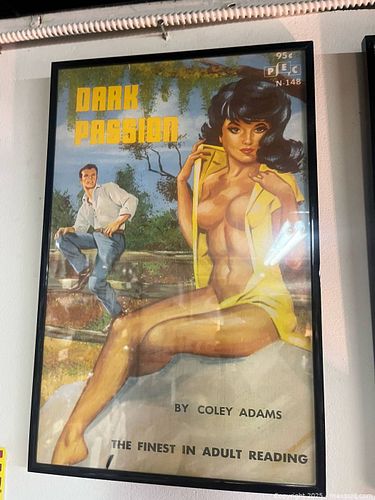 95¢
PEC
N-148
DARK
PASSION
BY COLEY ADAMS
THE FINEST IN ADULT READING